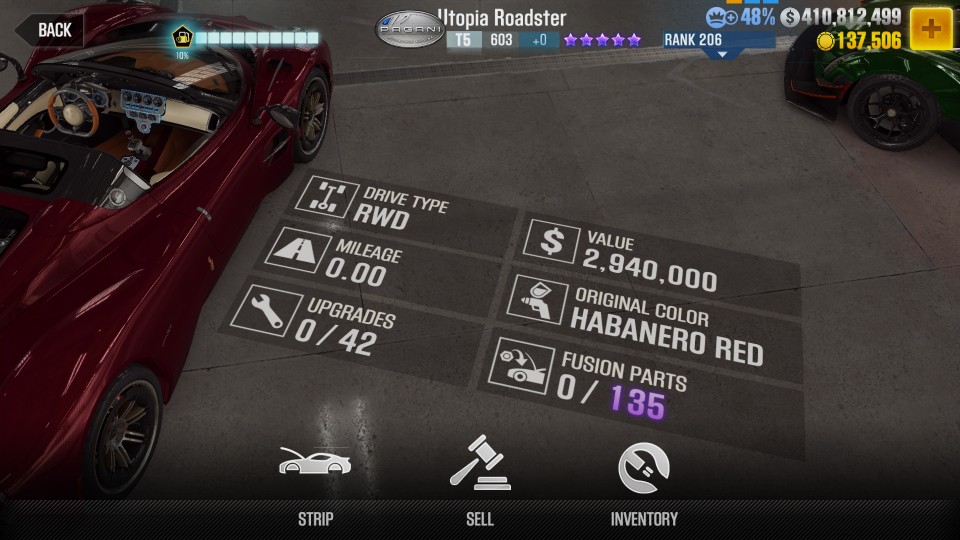 BACK
10%
PAGANI
Utopia Roadster
T5 603 +0
RANK 206
48%
$ 410,812,499
137,506
DRIVE TYPE
RWD
MILEAGE
0.00
UPGRADES
0 / 42
$ VALUE
2,940,000
ORIGINAL COLOR
HABANERO RED
FUSION PARTS
0 / 135
STRIP
SELL
INVENTORY